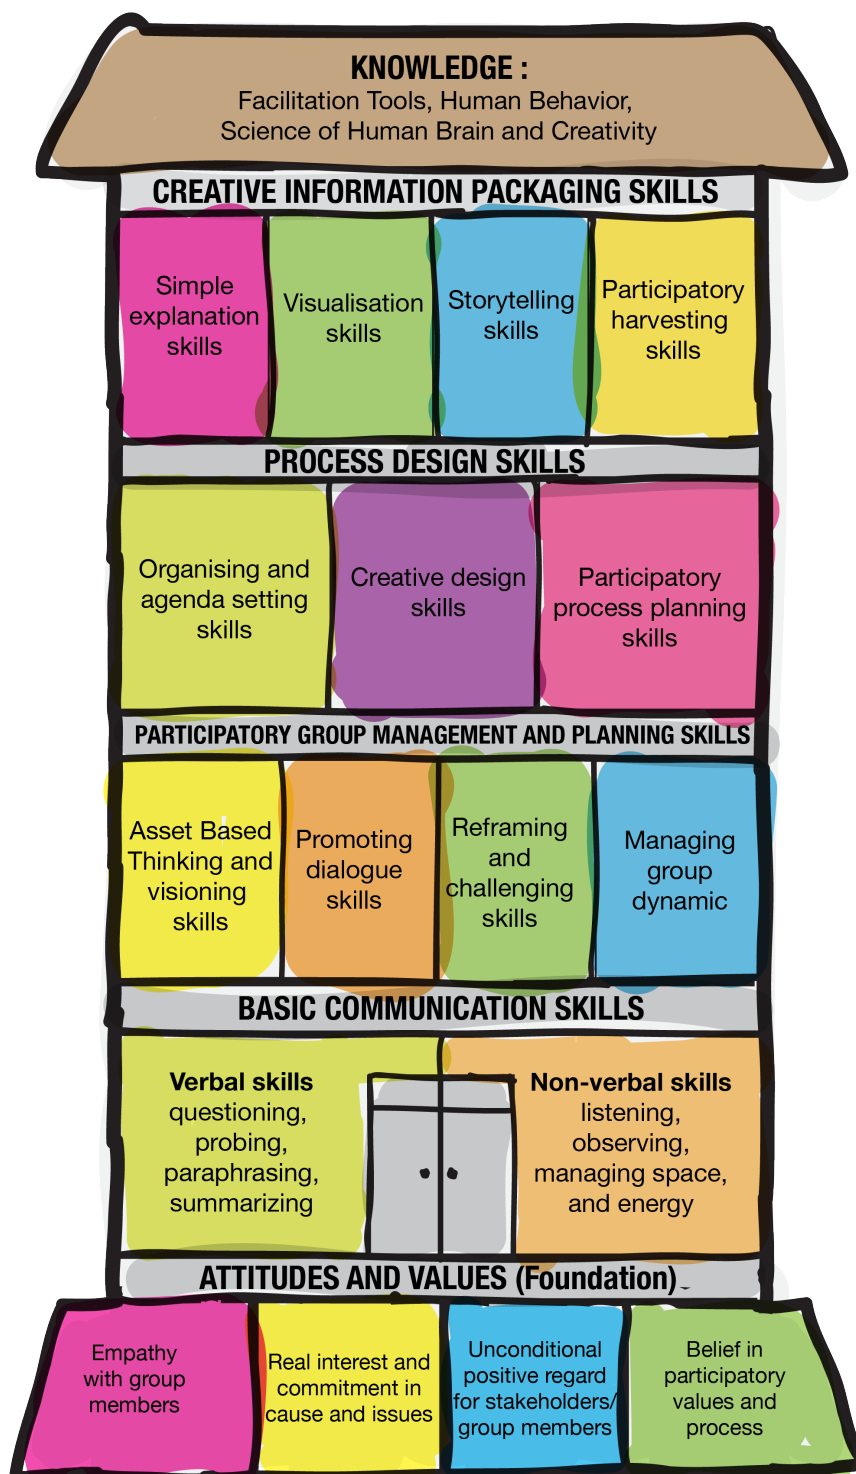 KNOWLEDGE :
Facilitation Tools, Human Behavior,
Science of Human Brain and Creativity
CREATIVE INFORMATION PACKAGING SKILLS
Simple
explanation
skills
Visualisation
skills
Storytelling
skills
Participatory
harvesting
skills
PROCESS DESIGN SKILLS
Organising and
agenda setting
skills
Creative design
skills
Participatory
process planning
skills
PARTICIPATORY GROUP MANAGEMENT AND PLANNING SKILLS
Asset Based
Thinking and
visioning
skills
Promoting
dialogue
skills
Reframing
and
challenging
skills
Managing
group
dynamic
BASIC COMMUNICATION SKILLS
Verbal skills
questioning,
probing,
paraphrasing,
summarizing
Non-verbal skills
listening,
observing,
managing space,
and energy
ATTITUDES AND VALUES (Foundation)
Empathy
with group
members
Real interest and
commitment in
cause and issues
Unconditional
positive regard
for stakeholders/
group members
Belief in
participatory
values and
process